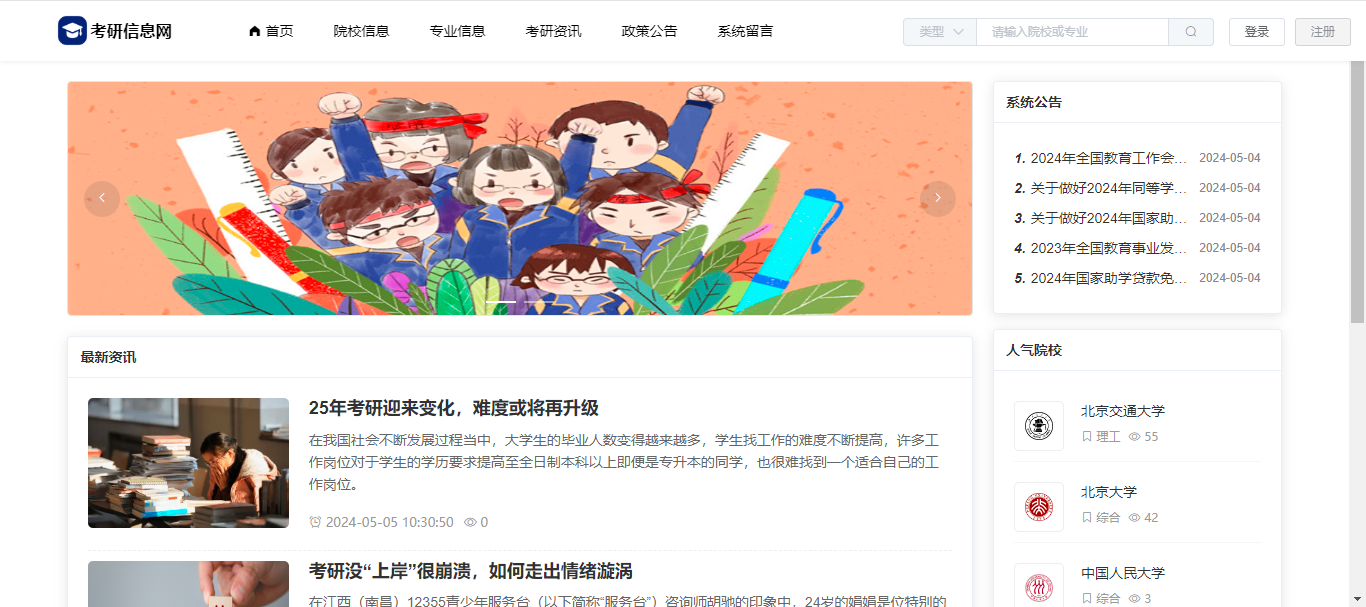 考研信息网
首页
院校信息
专业信息
考研资讯
政策公告
系统留言
类型
请输入院校或专业
登录
注册
系统公告
1. 2024年全国教育工作会... 2024-05-04
2. 关于做好2024年同等学... 2024-05-04
3. 关于做好2024年国家助... 2024-05-04
4. 2023年全国教育事业发... 2024-05-04
5. 2024年国家助学贷款免... 2024-05-04
最新资讯
25年考研迎来变化，难度或将再升级
在我国社会不断发展过程当中，大学生的毕业人数变得越来越多，学生找工作的难度不断提高，许多工
作岗位对于学生的学历要求提高至全日制本科以上即便是专升本的同学，也很难找到一个适合自己的工
作岗位。
2024-05-05 10:30:50 0
考研没“上岸”很崩溃，如何走出情绪漩涡
在江西（南昌）12355青少年服务台（以下简称“服务台”）咨询师胡驰的印象中，24岁的娟娟是位特别的
人气院校
北京交通大学
理工 55
北京大学
综合 42
中国人民大学
综合 3